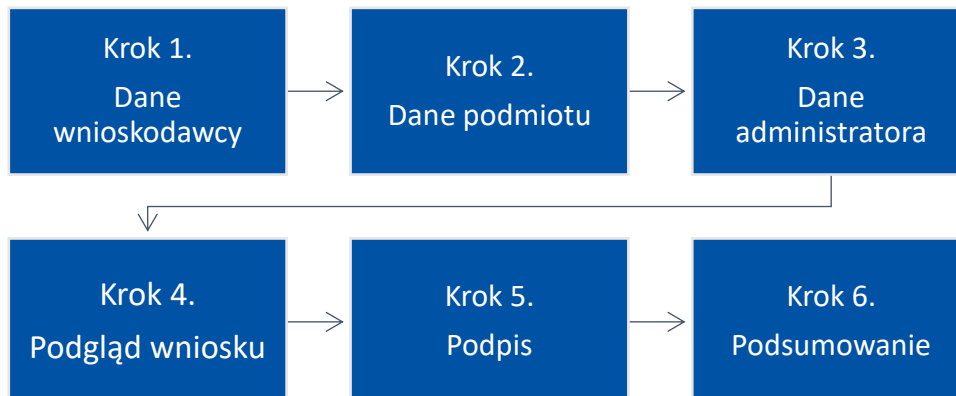 Krok 1.
Dane
wnioskodawcy
Krok 2.
Dane podmiotu
Krok 3.
Dane
administratora
Krok 4.
Podgląd wniosku
Krok 5.
Podpis
Krok 6.
Podsumowanie